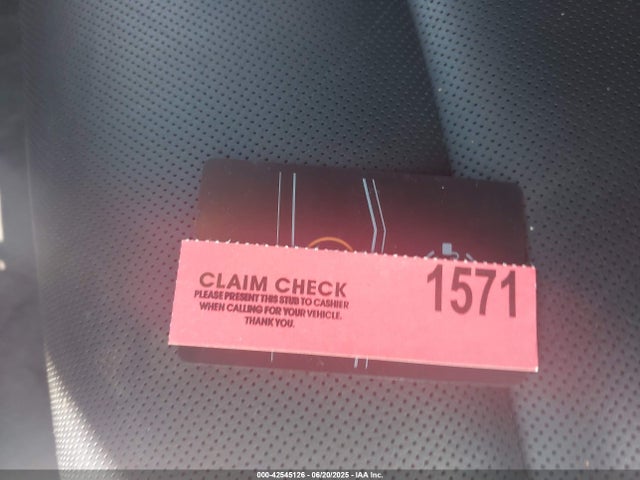 CLAIM CHECK
PLEASE PRESENT THIS STUB TO CASHIER
WHEN CALLING FOR YOUR VEHICLE.
THANK YOU.
1571
000-42545126 - 06/20/2025 - IAA Inc.